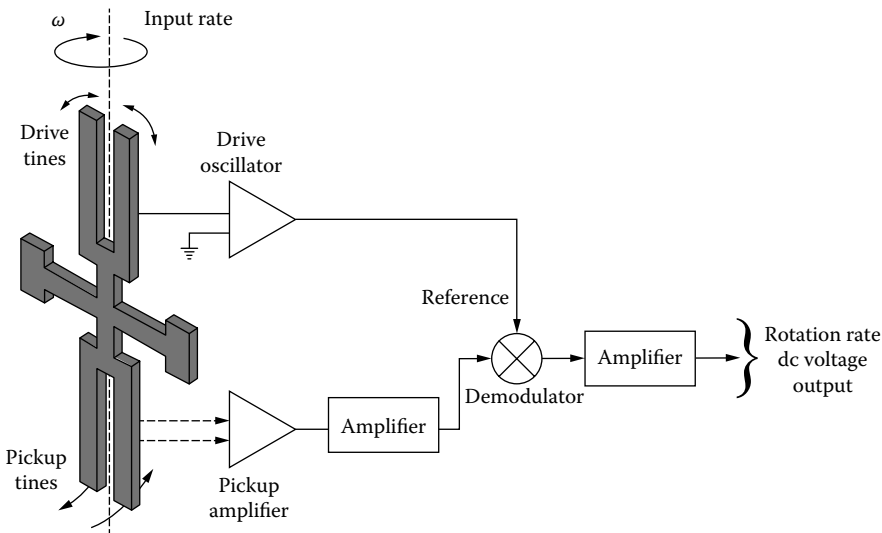 ω
Input rate
Drive
tines
Drive
oscillator
Reference
Rotation rate
dc voltage
output
Amplifier
Demodulator
Amplifier
Pickup
tines
Pickup
amplifier